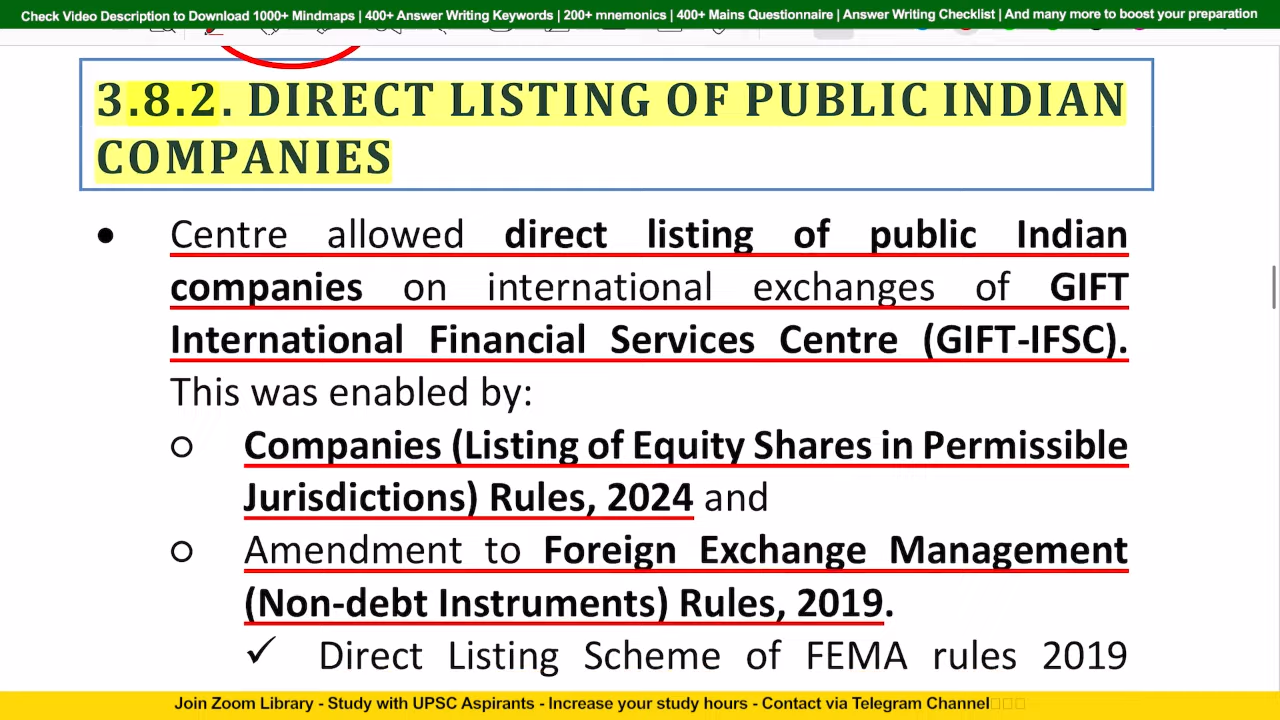 Check Video Description to Download 1000+ Mindmaps | 400+ Answer Writing Keywords | 200+ mnemonics | 400+ Mains Questionnaire | Answer Writing Checklist | And many more to boost your preparation
3.8.2. DIRECT LISTING OF PUBLIC INDIAN
COMPANIES
● Centre allowed direct listing of public Indian
companies on international exchanges of GIFT
International Financial Services Centre (GIFT-IFSC).
This was enabled by:
○ Companies (Listing of Equity Shares in Permissible
Jurisdictions) Rules, 2024 and
○ Amendment to Foreign Exchange Management
(Non-debt Instruments) Rules, 2019.
✓ Direct Listing Scheme of FEMA rules 2019
Join Zoom Library - Study with UPSC Aspirants - Increase your study hours - Contact via Telegram Channel